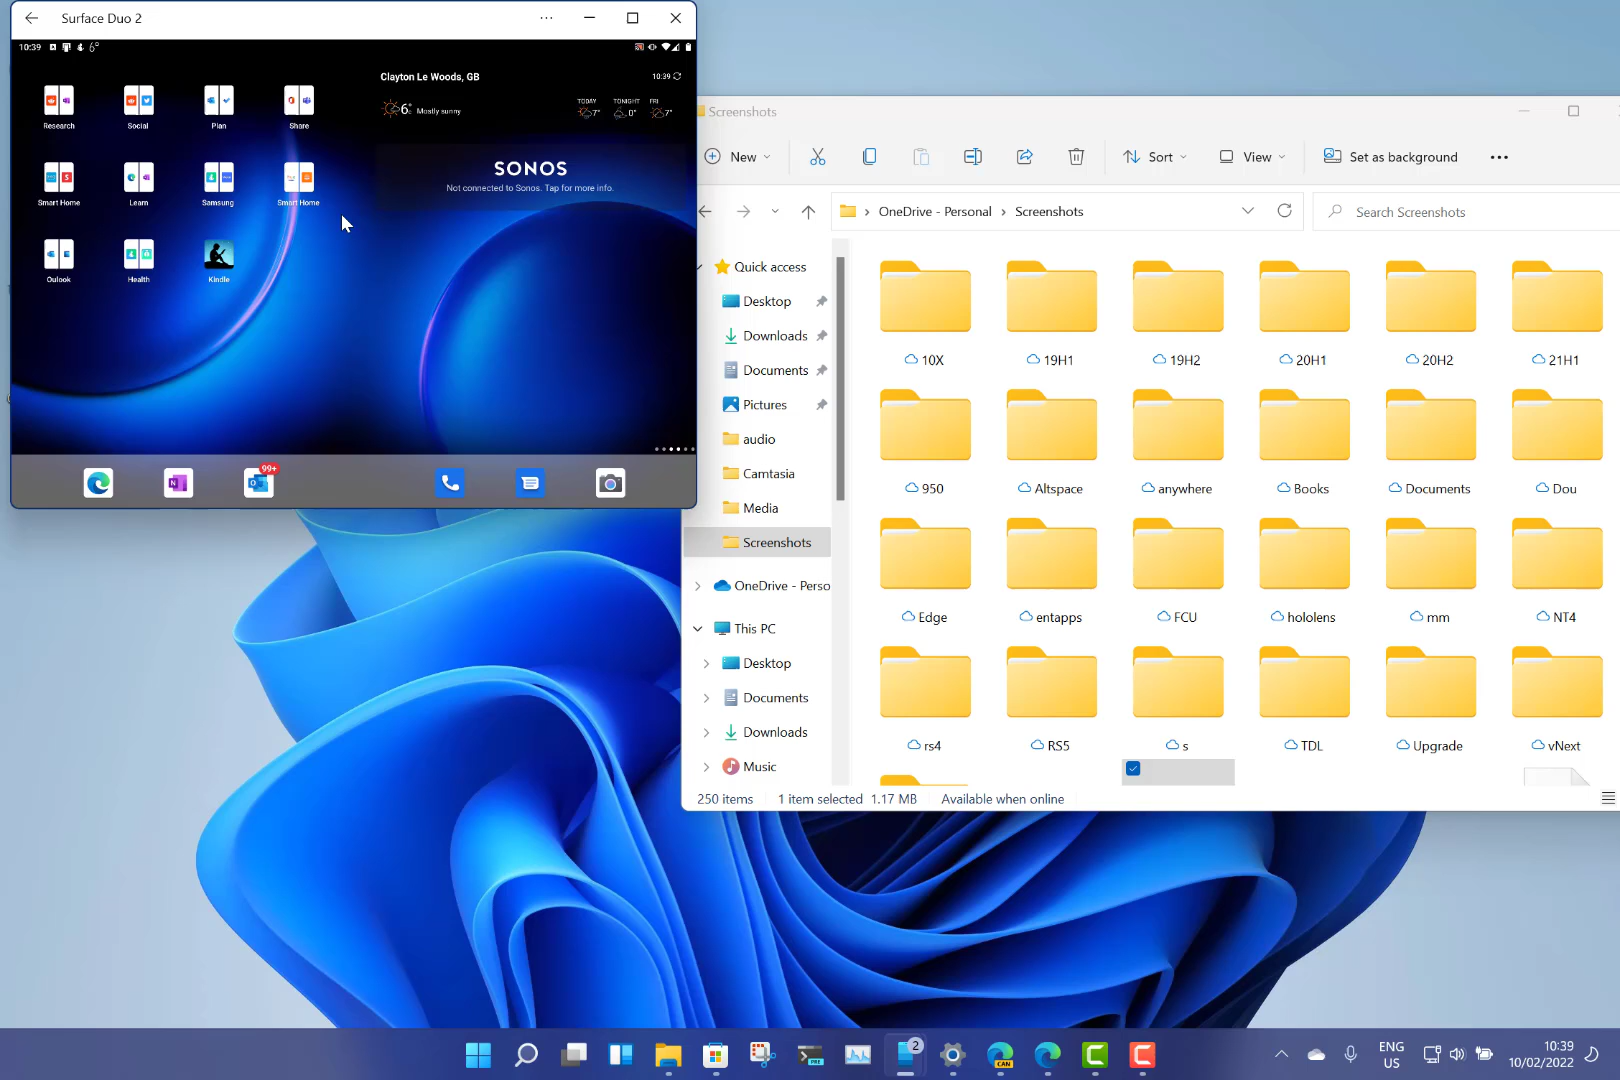 Surface Duo 2
10:39 6°
Clayton Le Woods, GB 10:39
6° Mostly sunny
TODAY 7° TONIGHT 0° FRI 7°
Research Social Plan Share
SONOS
Not connected to Sonos. Tap for more info.
Smart Home Learn Samsung Smart Home
Oulook Health Kindle
99+
Screenshots
New Sort View Set as background
OneDrive - Personal Screenshots Search Screenshots
Quick access
Desktop
Downloads
Documents
Pictures
audio
Camtasia
Media
Screenshots
OneDrive - Perso
This PC
Desktop
Documents
Downloads
Music
10X 19H1 19H2 20H1 20H2 21H1
950 Altspace anywhere Books Documents Dou
Edge entapps FCU hololens mm NT4
rs4 RS5 s TDL Upgrade vNext
250 items 1 item selected 1.17 MB Available when online
PRE
2
CAN
ENG
US
10:39
10/02/2022